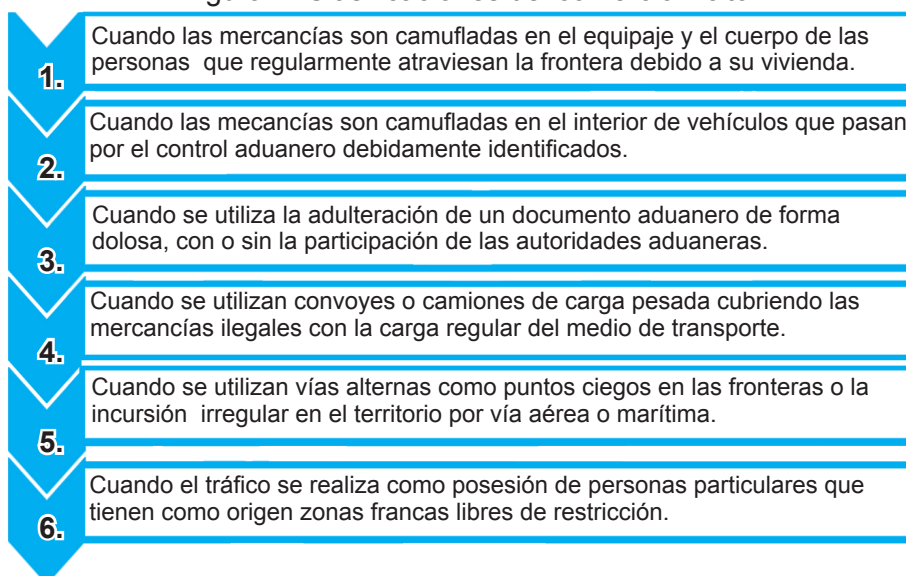 1.
Cuando las mercancías son camufladas en el equipaje y el cuerpo de las
personas que regularmente atraviesan la frontera debido a su vivienda.
2.
Cuando las mecancías son camufladas en el interior de vehículos que pasan
por el control aduanero debidamente identificados.
3.
Cuando se utiliza la adulteración de un documento aduanero de forma
dolosa, con o sin la participación de las autoridades aduaneras.
4.
Cuando se utilizan convoyes o camiones de carga pesada cubriendo las
mercancías ilegales con la carga regular del medio de transporte.
5.
Cuando se utilizan vías alternas como puntos ciegos en las fronteras o la
incursión irregular en el territorio por vía aérea o marítima.
6.
Cuando el tráfico se realiza como posesión de personas particulares que
tienen como origen zonas francas libres de restricción.